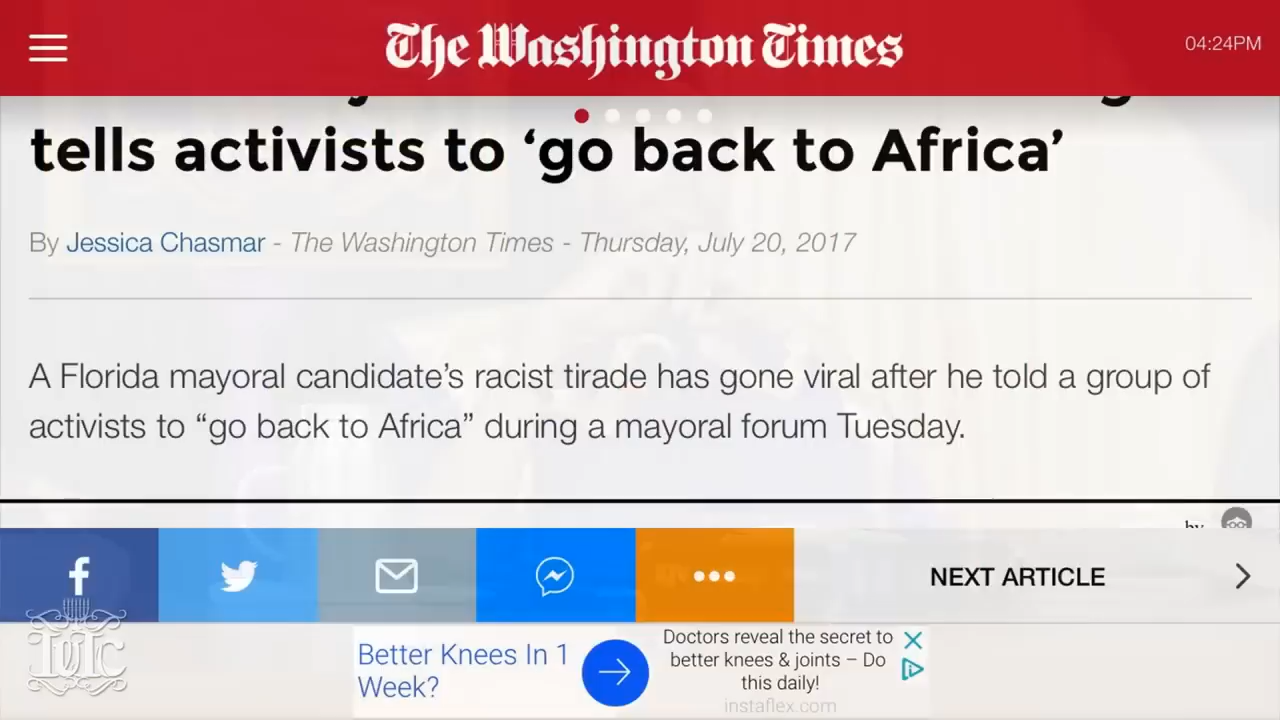 The Washington Times
04:24PM
tells activists to ‘go back to Africa’
By Jessica Chasmar - The Washington Times - Thursday, July 20, 2017
A Florida mayoral candidate’s racist tirade has gone viral after he told a group of
activists to “go back to Africa” during a mayoral forum Tuesday.
by
NEXT ARTICLE
Better Knees In 1
Week?
Doctors reveal the secret to
better knees & joints – Do
this daily!
instaflex.com
IUIC